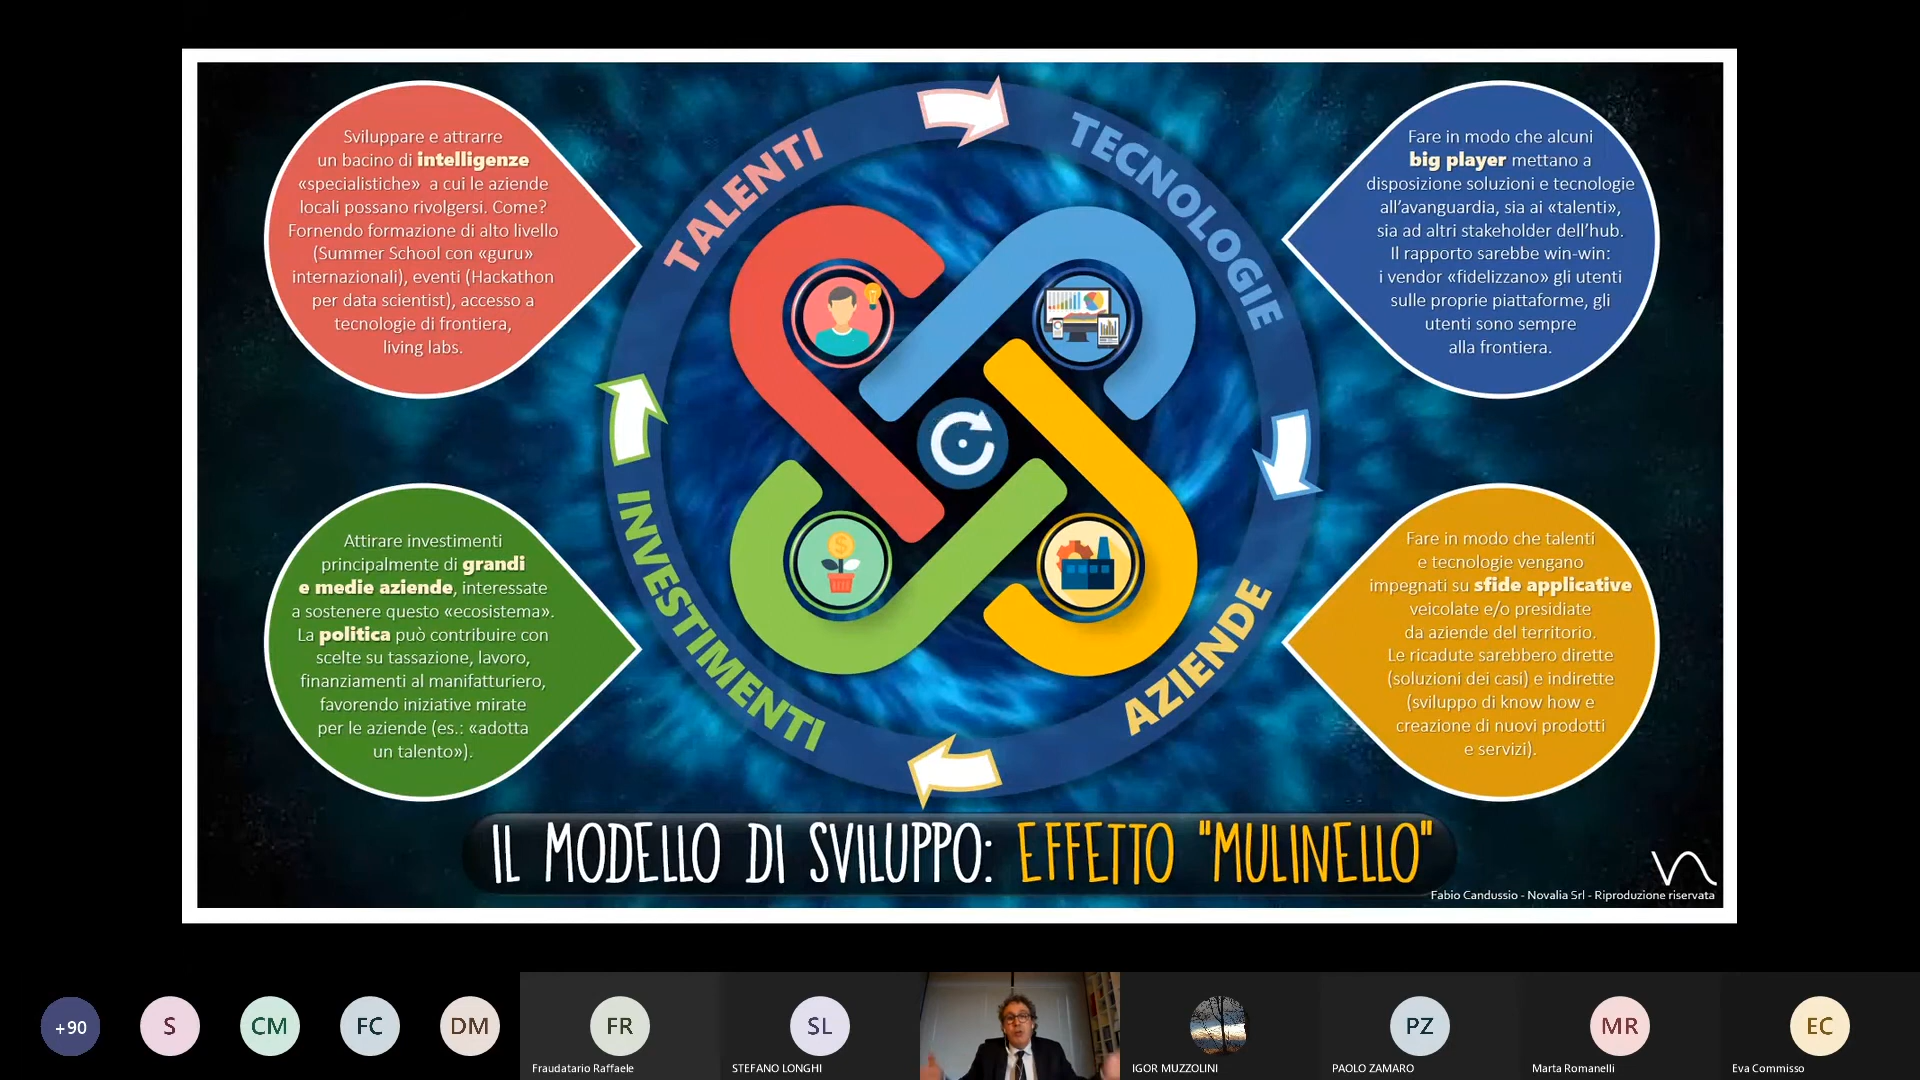 Sviluppare e attrarre
un bacino di intelligenze
«specialistiche» a cui le aziende
locali possano rivolgersi. Come?
Fornendo formazione di alto livello
(Summer School con «guru»
internazionali), eventi (Hackathon
per data scientist), accesso a
tecnologie di frontiera,
living labs.
TALENTI
TECNOLOGIE
Fare in modo che alcuni
big player mettano a
disposizione soluzioni e tecnologie
all'avanguardia, sia ai «talenti»,
sia ad altri stakeholder dell'hub.
Il rapporto sarebbe win-win:
i vendor «fidelizzano» gli utenti
sulle proprie piattaforme, gli
utenti sono sempre
alla frontiera.
Attirare investimenti
principalmente di grandi
e medie aziende, interessate
a sostenere questo «ecosistema».
La politica può contribuire con
scelte su tassazione, lavoro,
finanziamenti al manifatturiero,
favorendo iniziative mirate
per le aziende (es.: «adotta
un talento»).
INVESTIMENTI
AZIENDE
Fare in modo che talenti
e tecnologie vengano
impegnati su sfide applicative
veicolate e/o presidiate
da aziende del territorio.
Le ricadute sarebbero dirette
(soluzioni dei casi) e indirette
(sviluppo di know how e
creazione di nuovi prodotti
e servizi).
IL MODELLO DI SVILUPPO: EFFETTO "MULINELLO"
Fabio Candussio - Novalia Srl - Riproduzione riservata
+90
S
CM
FC
DM
FR
SL
PZ
MR
EC
Fraudatario Raffaele
STEFANO LONGHI
IGOR MUZZOLINI
PAOLO ZAMARO
Marta Romanelli
Eva Commisso